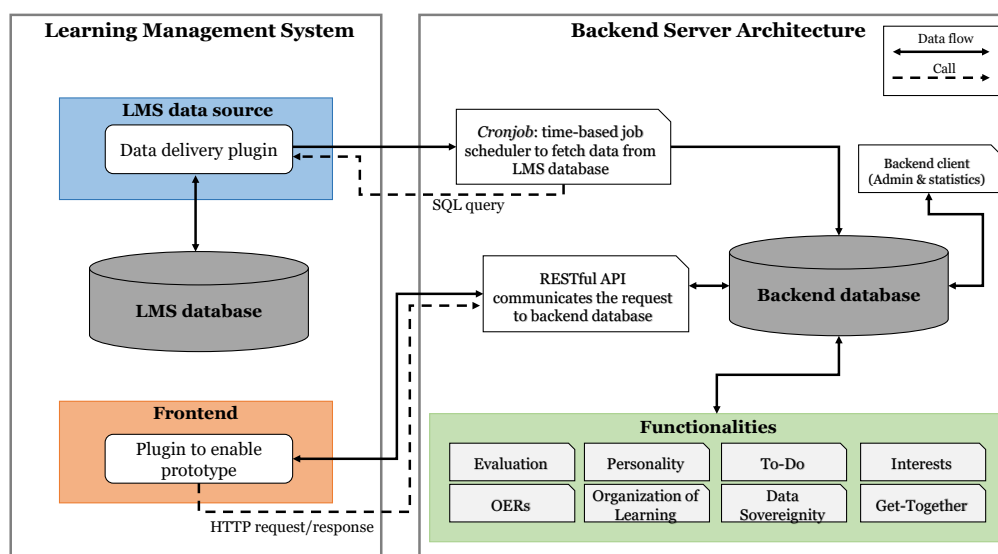 Learning Management System
LMS data source
Data delivery plugin
LMS database
Frontend
Plugin to enable
prototype
HTTP request/response
SQL query
Backend Server Architecture
Data flow
Call
Cronjob: time-based job
scheduler to fetch data from
LMS database
Backend client
(Admin & statistics)
RESTful API
communicates the request
to backend database
Backend database
Functionalities
Evaluation
Personality
To-Do
Interests
OERs
Organization of
Learning
Data
Sovereignity
Get-Together